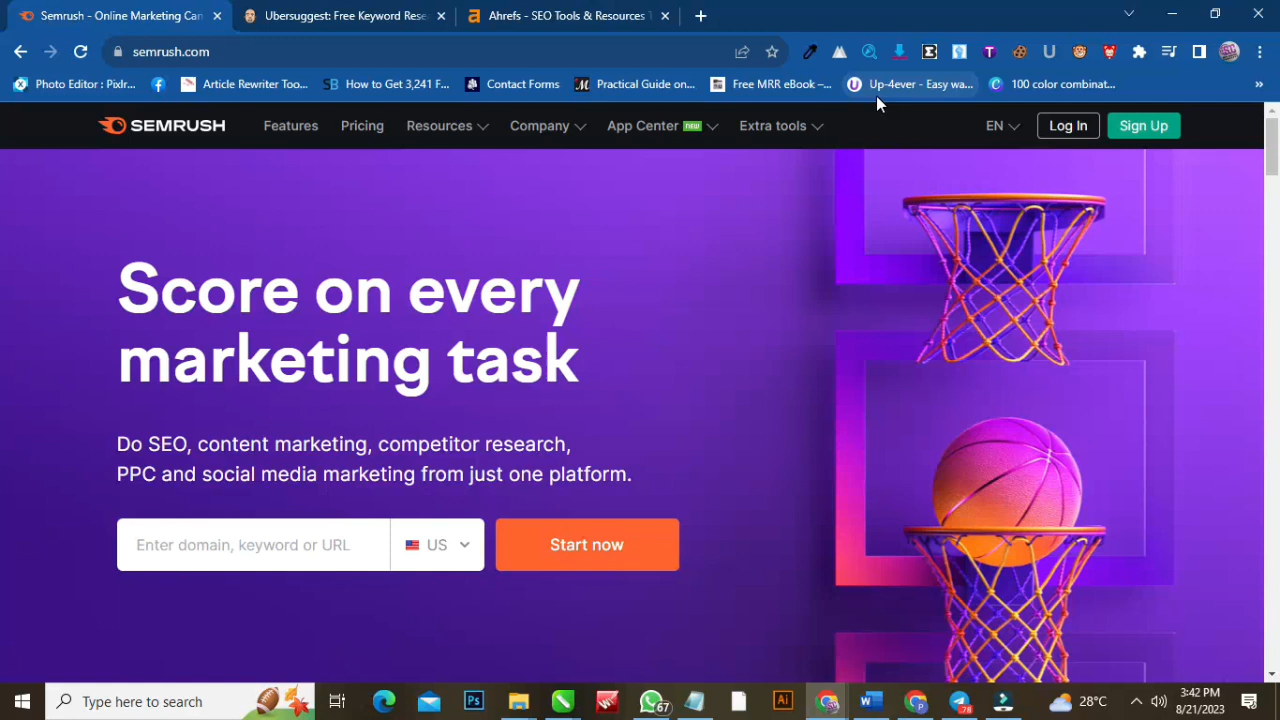 Semrush - Online Marketing Can
Ubersuggest: Free Keyword Rese
Ahrefs - SEO Tools & Resources T
semrush.com
Photo Editor : Pixlr...
Article Rewriter Too...
How to Get 3,241 F...
Contact Forms
Practical Guide on...
Free MRR eBook –...
Up-4ever - Easy wa...
100 color combinat...
SEMRUSH
Features
Pricing
Resources
Company
App Center new
Extra tools
EN
Log In
Sign Up
Score on every
marketing task
Do SEO, content marketing, competitor research,
PPC and social media marketing from just one platform.
Enter domain, keyword or URL
US
Start now
Type here to search
Ps
67
Ai
78
28°C
3:42 PM
8/21/2023